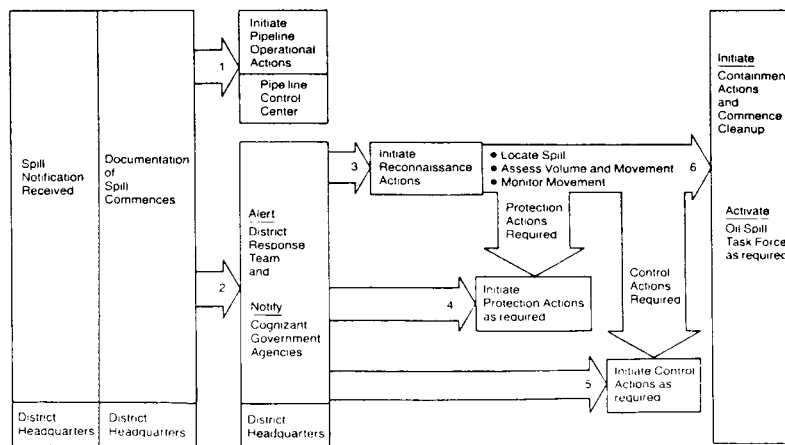 Spill
Notification
Received
District
Headquarters
Documentation
of
Spill
Commences
District
Headquarters
1
Initiate
Pipeline
Operational
Actions
Pipeline
Control
Center
2
Alert
District
Response
Team
and
Notify
Cognizant
Government
Agencies
District
Headquarters
3
Initiate
Reconnaissance
Actions
• Locate Spill
• Assess Volume and Movement
• Monitor Movement
Protection
Actions
Required
4
Initiate
Protection Actions
as required
Control
Actions
Required
5
Initiate Control
Actions as
required
6
Initiate
Containment
Actions
and
Commence
Cleanup
Activate
Oil Spill
Task Force
as required